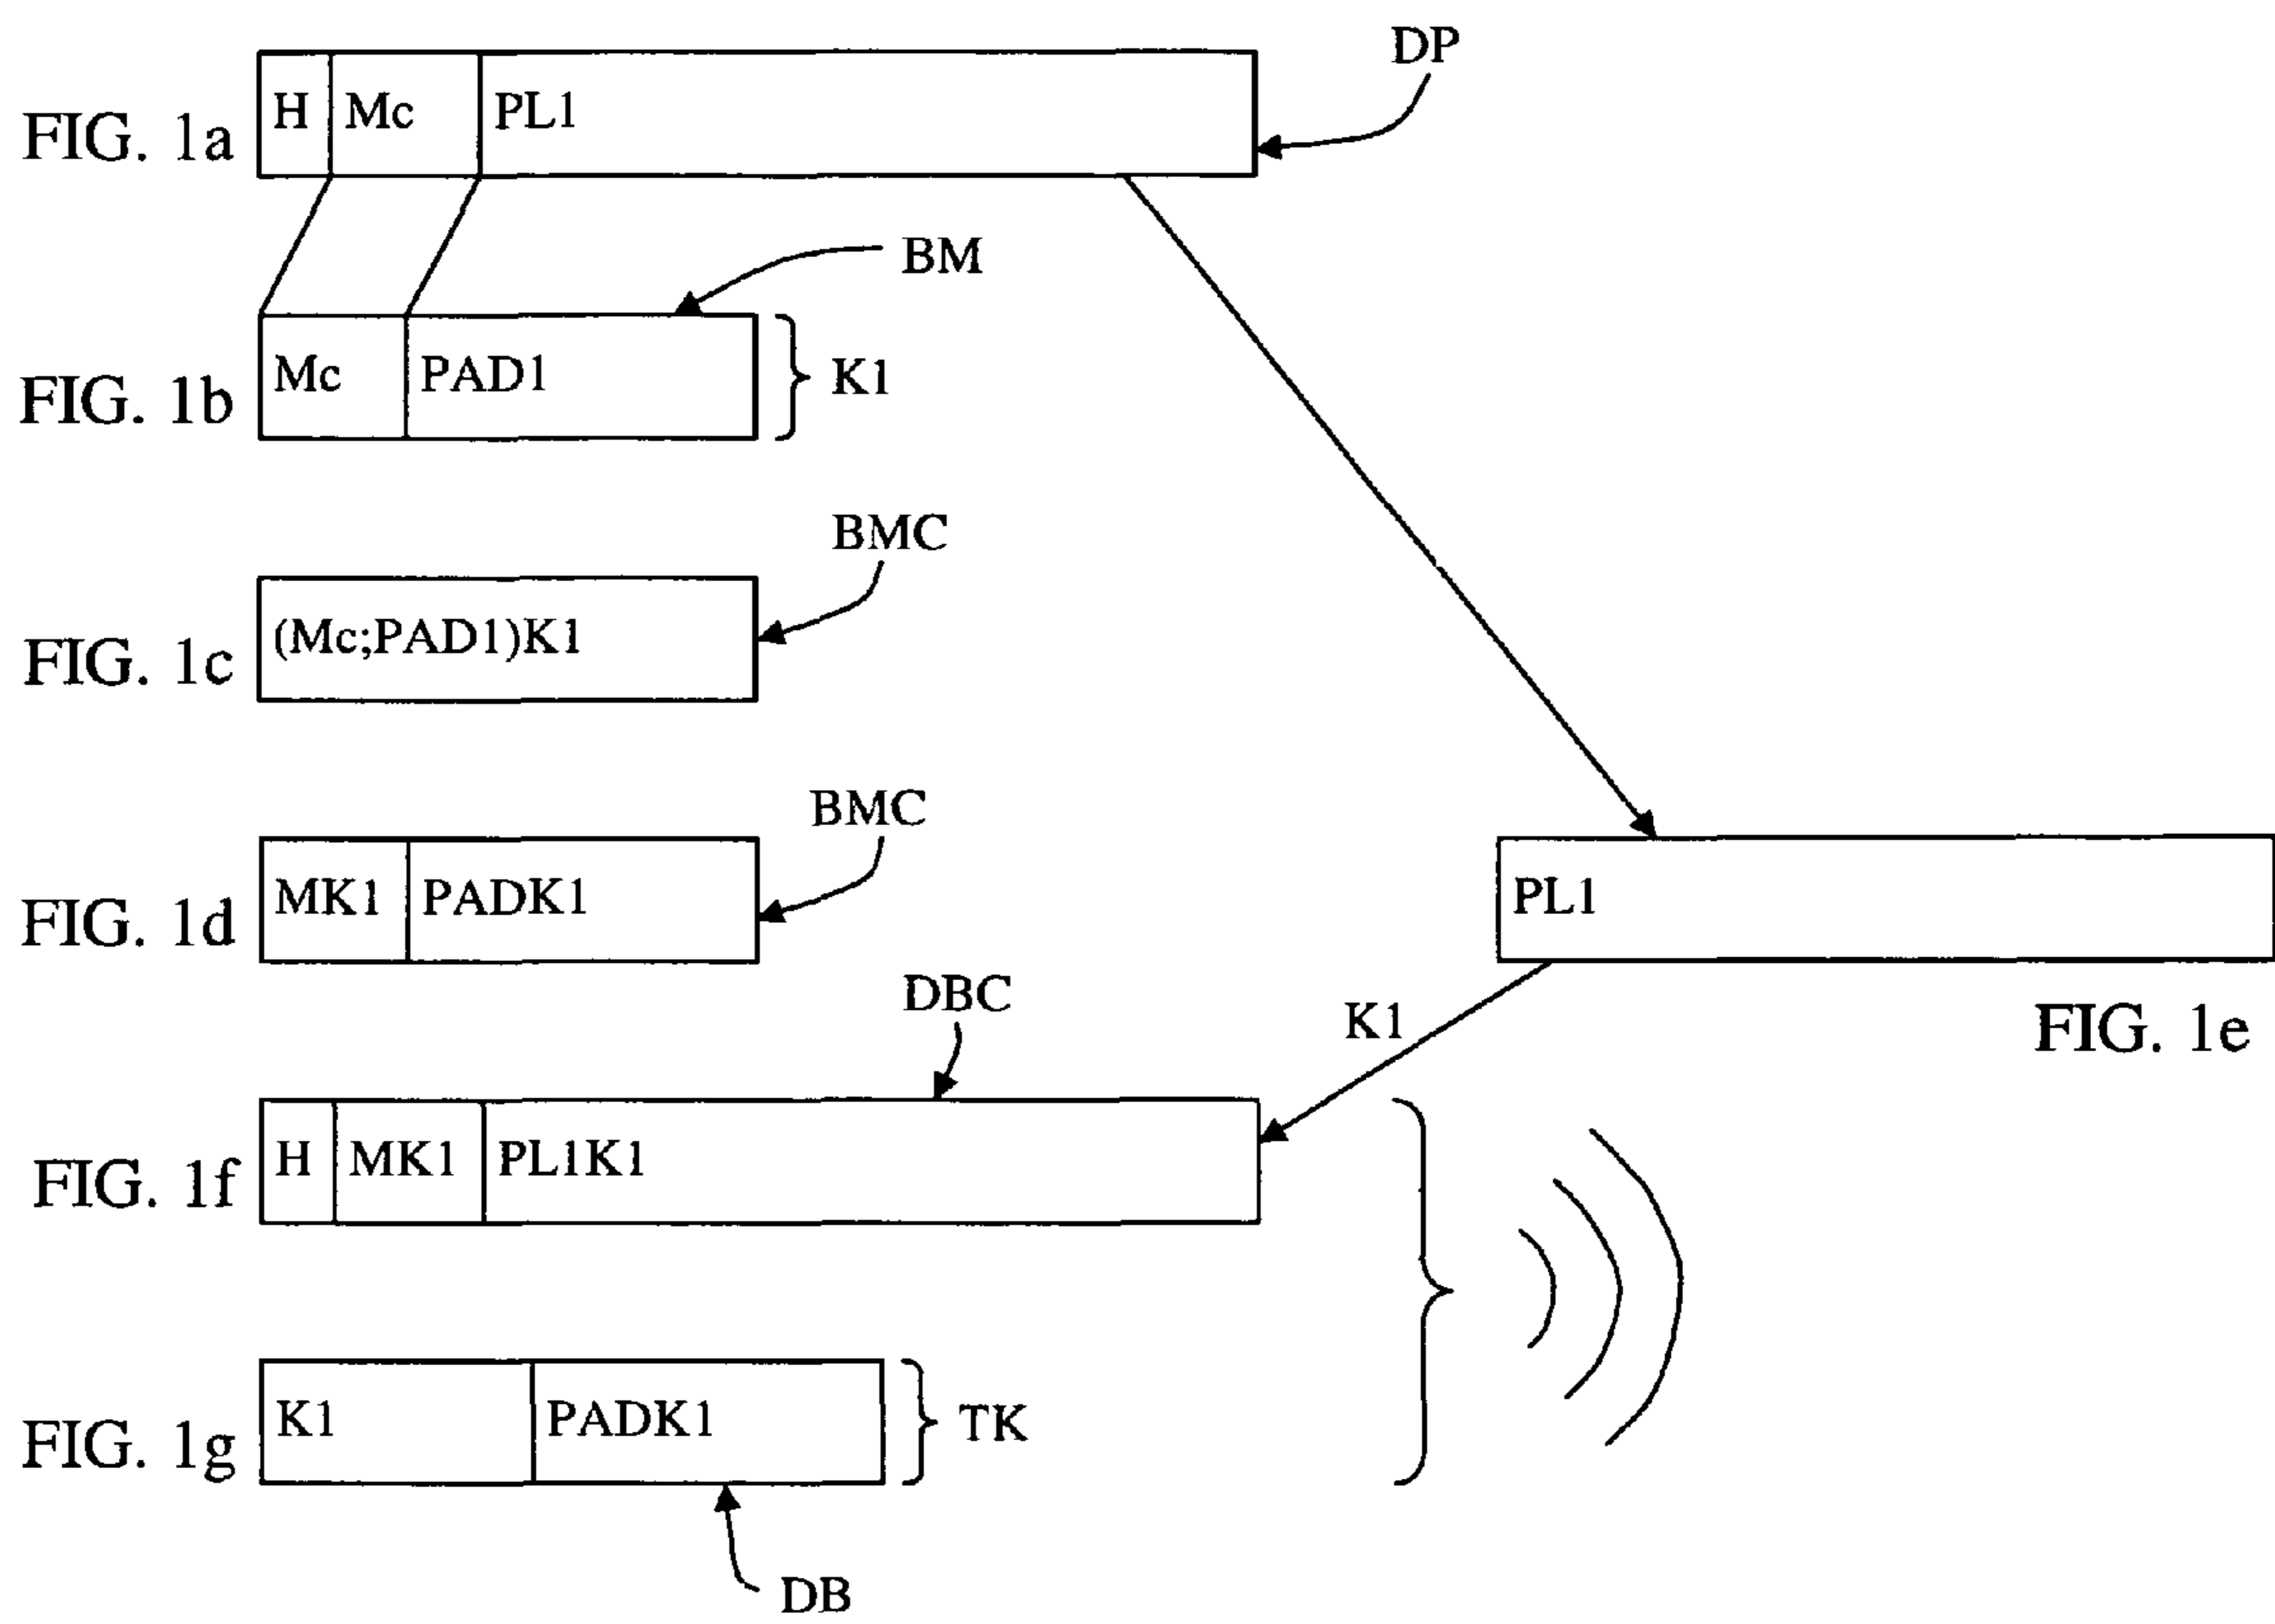 DP
FIG. 1a
H
Mc
PL1
BM
FIG. 1b
Mc
PAD1
K1
BMC
FIG. 1c
(Mc;PAD1)K1
BMC
FIG. 1d
MK1
PADK1
PL1
FIG. 1e
K1
DBC
FIG. 1f
H
MK1
PL1K1
FIG. 1g
K1
PADK1
TK
DB